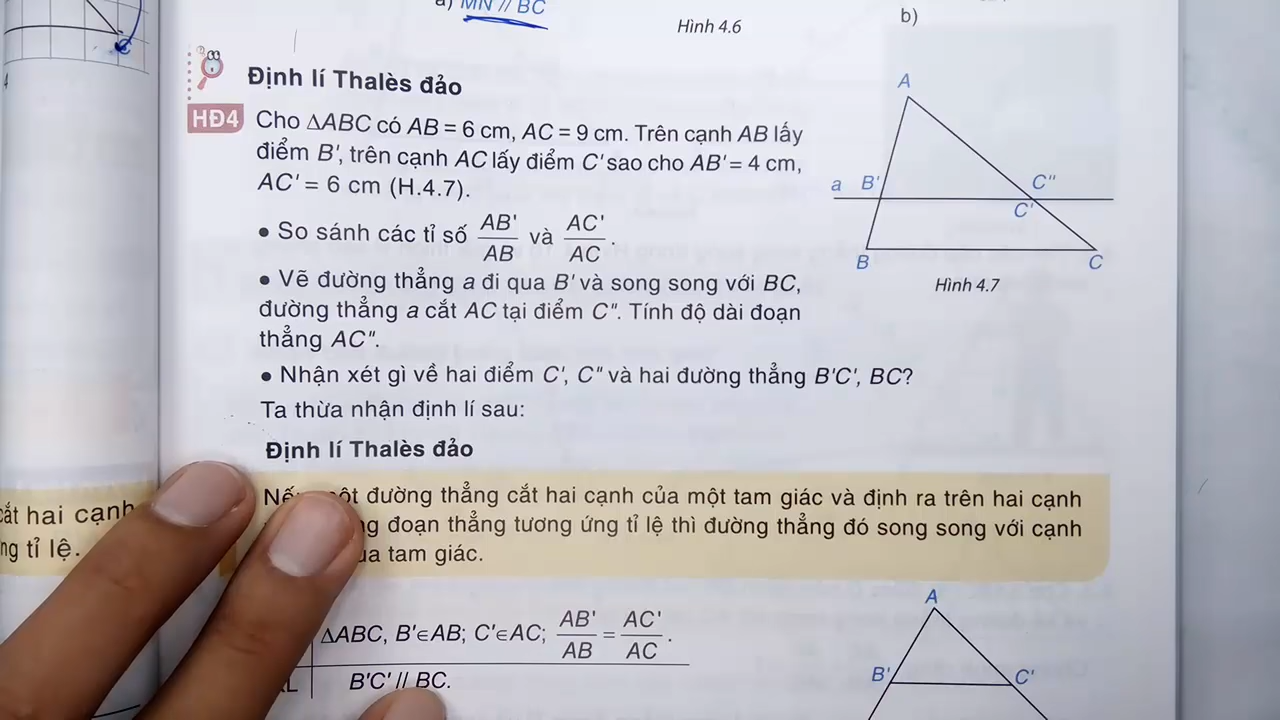 a) MN // BC
Hình 4.6
b)
4
Định lí Thalès đảo
HĐ4
Cho ΔABC có AB = 6 cm, AC = 9 cm. Trên cạnh AB lấy
điểm B', trên cạnh AC lấy điểm C' sao cho AB' = 4 cm,
AC' = 6 cm (H.4.7).
• So sánh các tỉ số AB'/AB và AC'/AC.
• Vẽ đường thẳng a đi qua B' và song song với BC,
đường thẳng a cắt AC tại điểm C". Tính độ dài đoạn
thẳng AC".
A
a B' C"
C'
B C
Hình 4.7
• Nhận xét gì về hai điểm C', C" và hai đường thẳng B'C', BC?
Ta thừa nhận định lí sau:
Định lí Thalès đảo
đường thẳng cắt hai cạnh của một tam giác và định ra trên hai cạnh
đoạn thẳng tương ứng tỉ lệ thì đường thẳng đó song song với cạnh
tam giác.
cắt hai cạnh
tỉ lệ.
ΔABC, B'∈AB; C'∈AC; AB'/AB = AC'/AC.
B'C' // BC.
A
B' C'